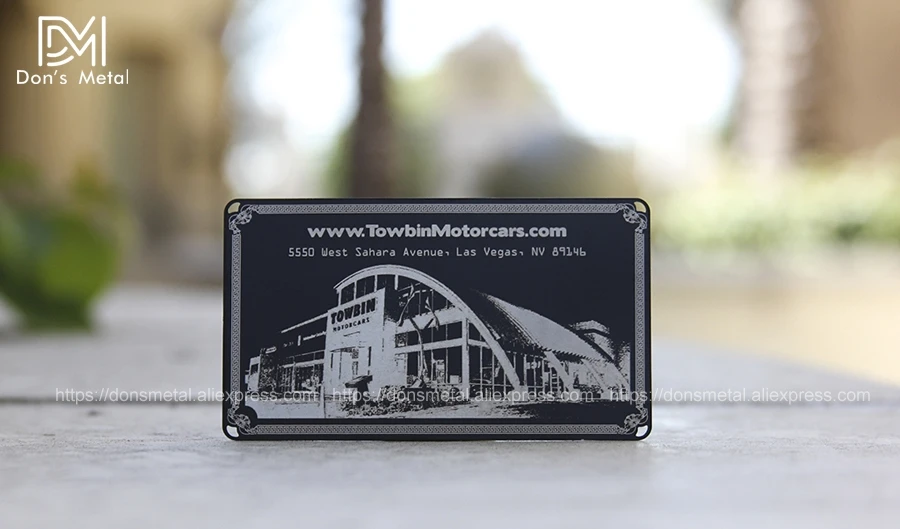 DM
Don's Metal
www.TowbinMotorcars.com
5550 West Sahara Avenue, Las Vegas, NV 89146
TOWBIN
MOTORCARS
https://donsmetal.aliexpress.com https://donsmetal.aliexpress.com https://donsmetal.aliexpress.com